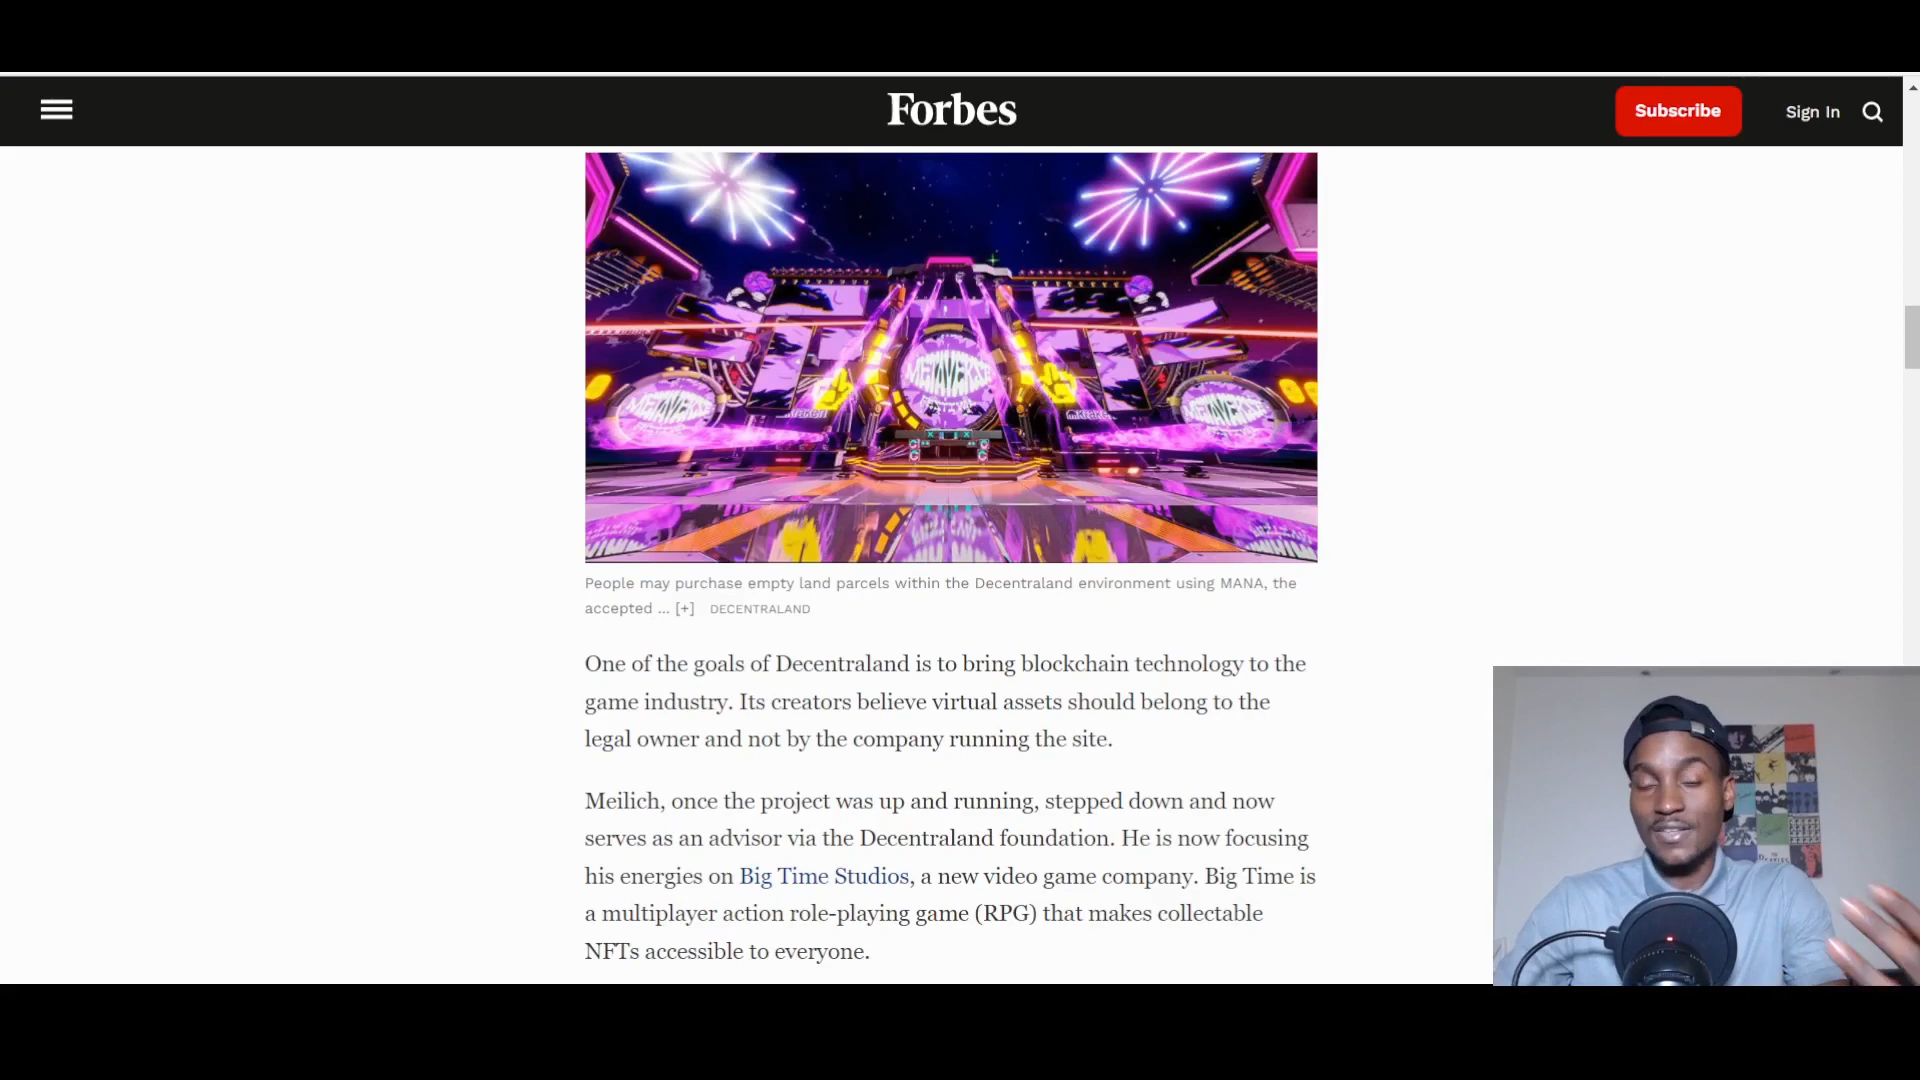 Forbes
Subscribe
Sign In
METAVERSE
METAVERSE
METAVERSE
People may purchase empty land parcels within the Decentraland environment using MANA, the
accepted ... [+] DECENTRALAND
One of the goals of Decentraland is to bring blockchain technology to the
game industry. Its creators believe virtual assets should belong to the
legal owner and not by the company running the site.
Meilich, once the project was up and running, stepped down and now
serves as an advisor via the Decentraland foundation. He is now focusing
his energies on Big Time Studios, a new video game company. Big Time is
a multiplayer action role-playing game (RPG) that makes collectable
NFTs accessible to everyone.